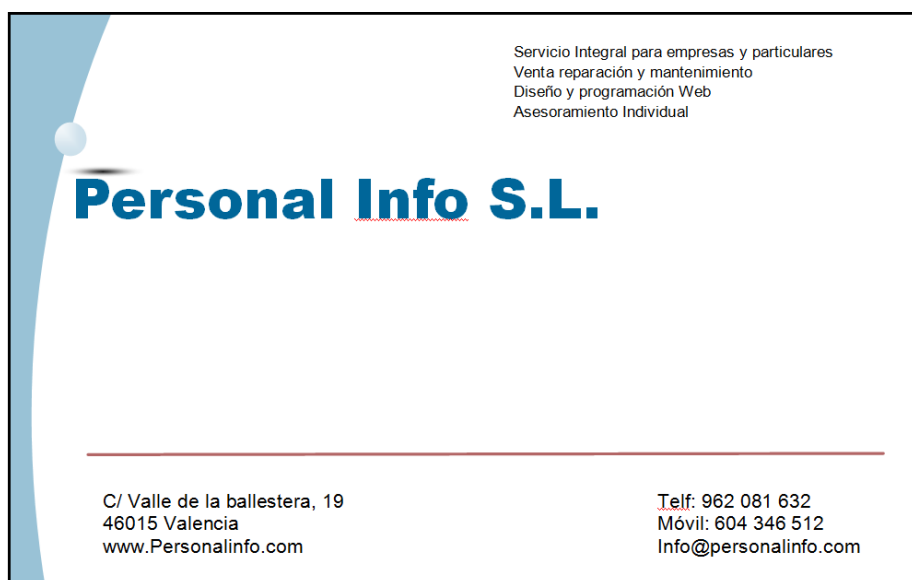 Servicio Integral para empresas y particulares
Venta reparación y mantenimiento
Diseño y programación Web
Asesoramiento Individual
Personal Info S.L.
C/ Valle de la ballestera, 19
46015 Valencia
www.Personalinfo.com
Telf: 962 081 632
Móvil: 604 346 512
Info@personalinfo.com